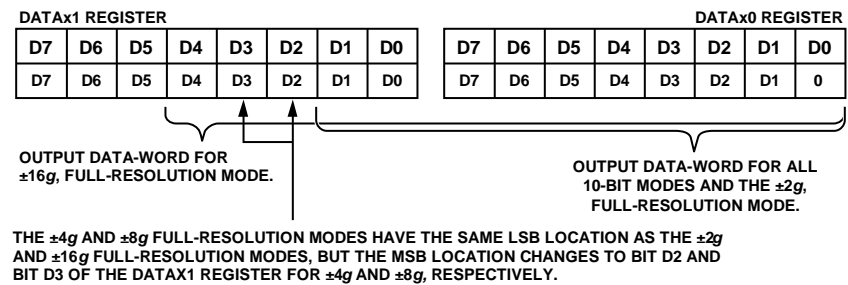 DATAx1 REGISTER DATAx0 REGISTER
D7 D6 D5 D4 D3 D2 D1 D0 D7 D6 D5 D4 D3 D2 D1 D0
D7 D6 D5 D4 D3 D2 D1 D0 D7 D6 D5 D4 D3 D2 D1 0
OUTPUT DATA-WORD FOR
±16g, FULL-RESOLUTION MODE.
OUTPUT DATA-WORD FOR ALL
10-BIT MODES AND THE ±2g,
FULL-RESOLUTION MODE.
THE ±4g AND ±8g FULL-RESOLUTION MODES HAVE THE SAME LSB LOCATION AS THE ±2g
AND ±16g FULL-RESOLUTION MODES, BUT THE MSB LOCATION CHANGES TO BIT D2 AND
BIT D3 OF THE DATAX1 REGISTER FOR ±4g AND ±8g, RESPECTIVELY.